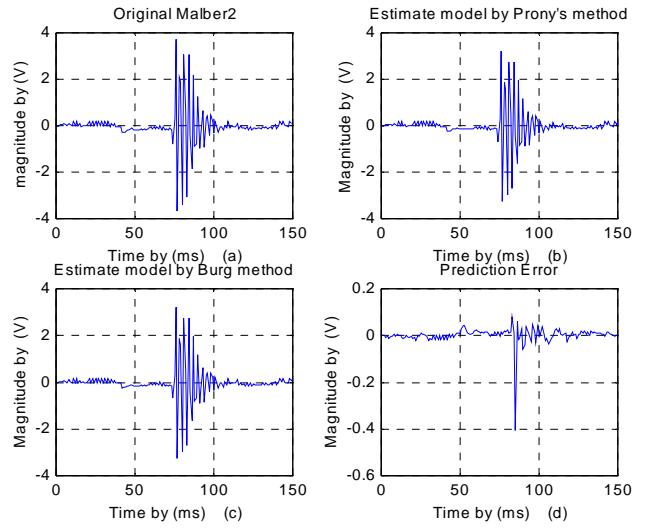 Original Malber2
4
2
0
-2
-4
magnitude by (V)
0 50 100 150
Time by (ms) (a)
Estimate model by Prony's method
4
2
0
-2
-4
Magnitude by (V)
0 50 100 150
Time by (ms) (b)
Estimate model by Burg method
4
2
0
-2
-4
Magnitude by (V)
0 50 100 150
Time by (ms) (c)
Prediction Error
0.2
0
-0.2
-0.4
-0.6
Magnitude by (V)
0 50 100 150
Time by (ms) (d)